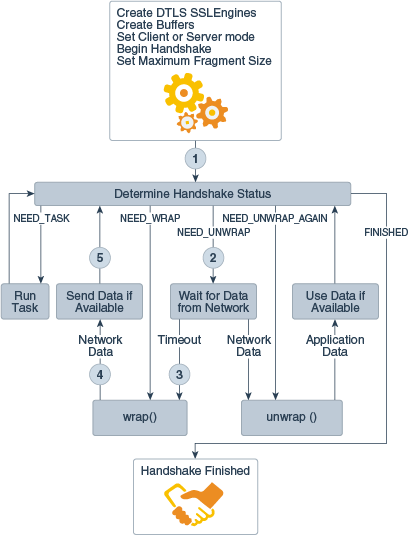 Create DTLS SSLEngines
Create Buffers
Set Client or Server mode
Begin Handshake
Set Maximum Fragment Size
1
Determine Handshake Status
NEED_TASK
NEED_WRAP
NEED_UNWRAP_AGAIN
NEED_UNWRAP
FINISHED
5
2
Run
Task
Send Data if
Available
Wait for Data
from Network
Use Data if
Available
Network
Data
Timeout
Network
Data
Application
Data
4
3
wrap()
unwrap ()
Handshake Finished